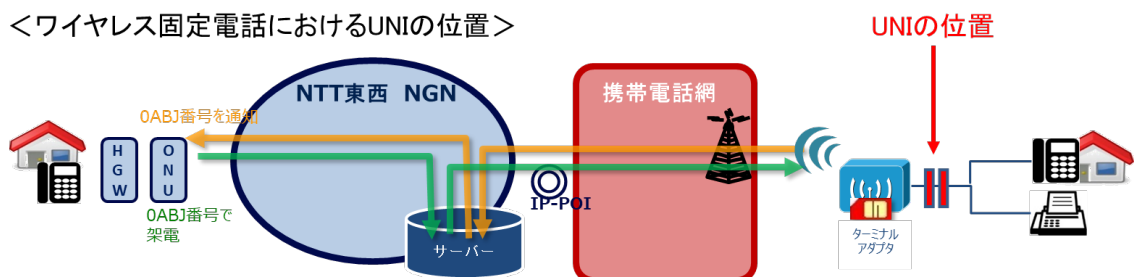 ＜ワイヤレス固定電話におけるUNIの位置＞
UNIの位置
NTT東西 NGN
携帯電話網
0ABJ番号を通知
HGW
ONU
0ABJ番号で
架電
IP-POI
サーバー
ターミナル
アダプタ